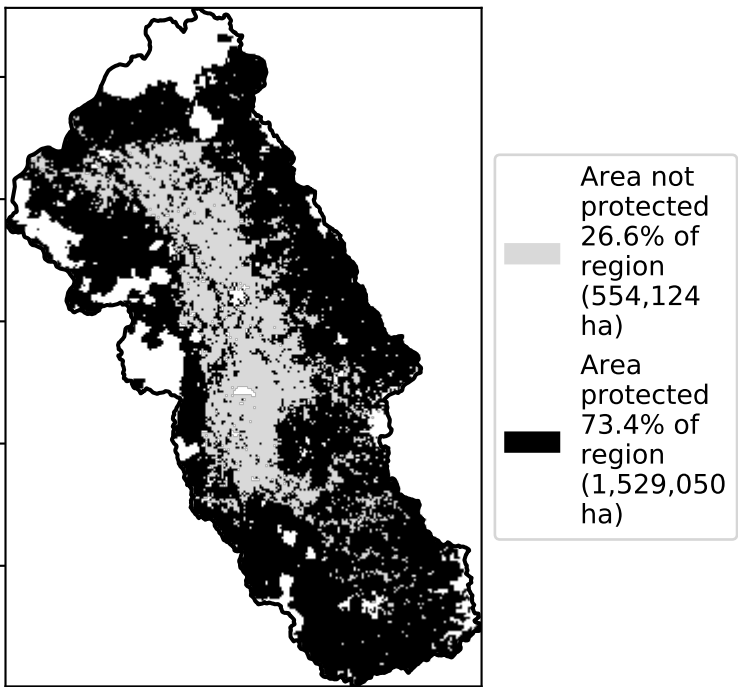 Area not
protected
26.6% of
region
(554,124
ha)
Area
protected
73.4% of
region
(1,529,050
ha)